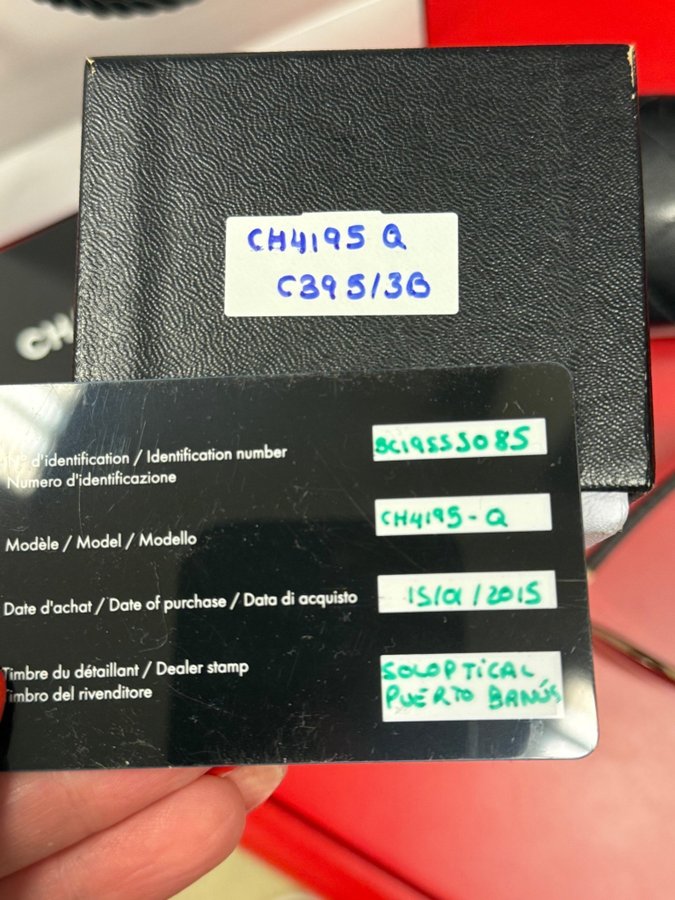 CH4195 Q
C395/3B
CH
N° d'identification / Identification number
Numero d'identificazione
Modèle / Model / Modello
CH4195-Q
Date d'achat / Date of purchase / Data di acquisto
15/01/2015
Timbre du détaillant / Dealer stamp
Timbro del rivenditore
SOLOPTICAL
PUERTO BANÚS